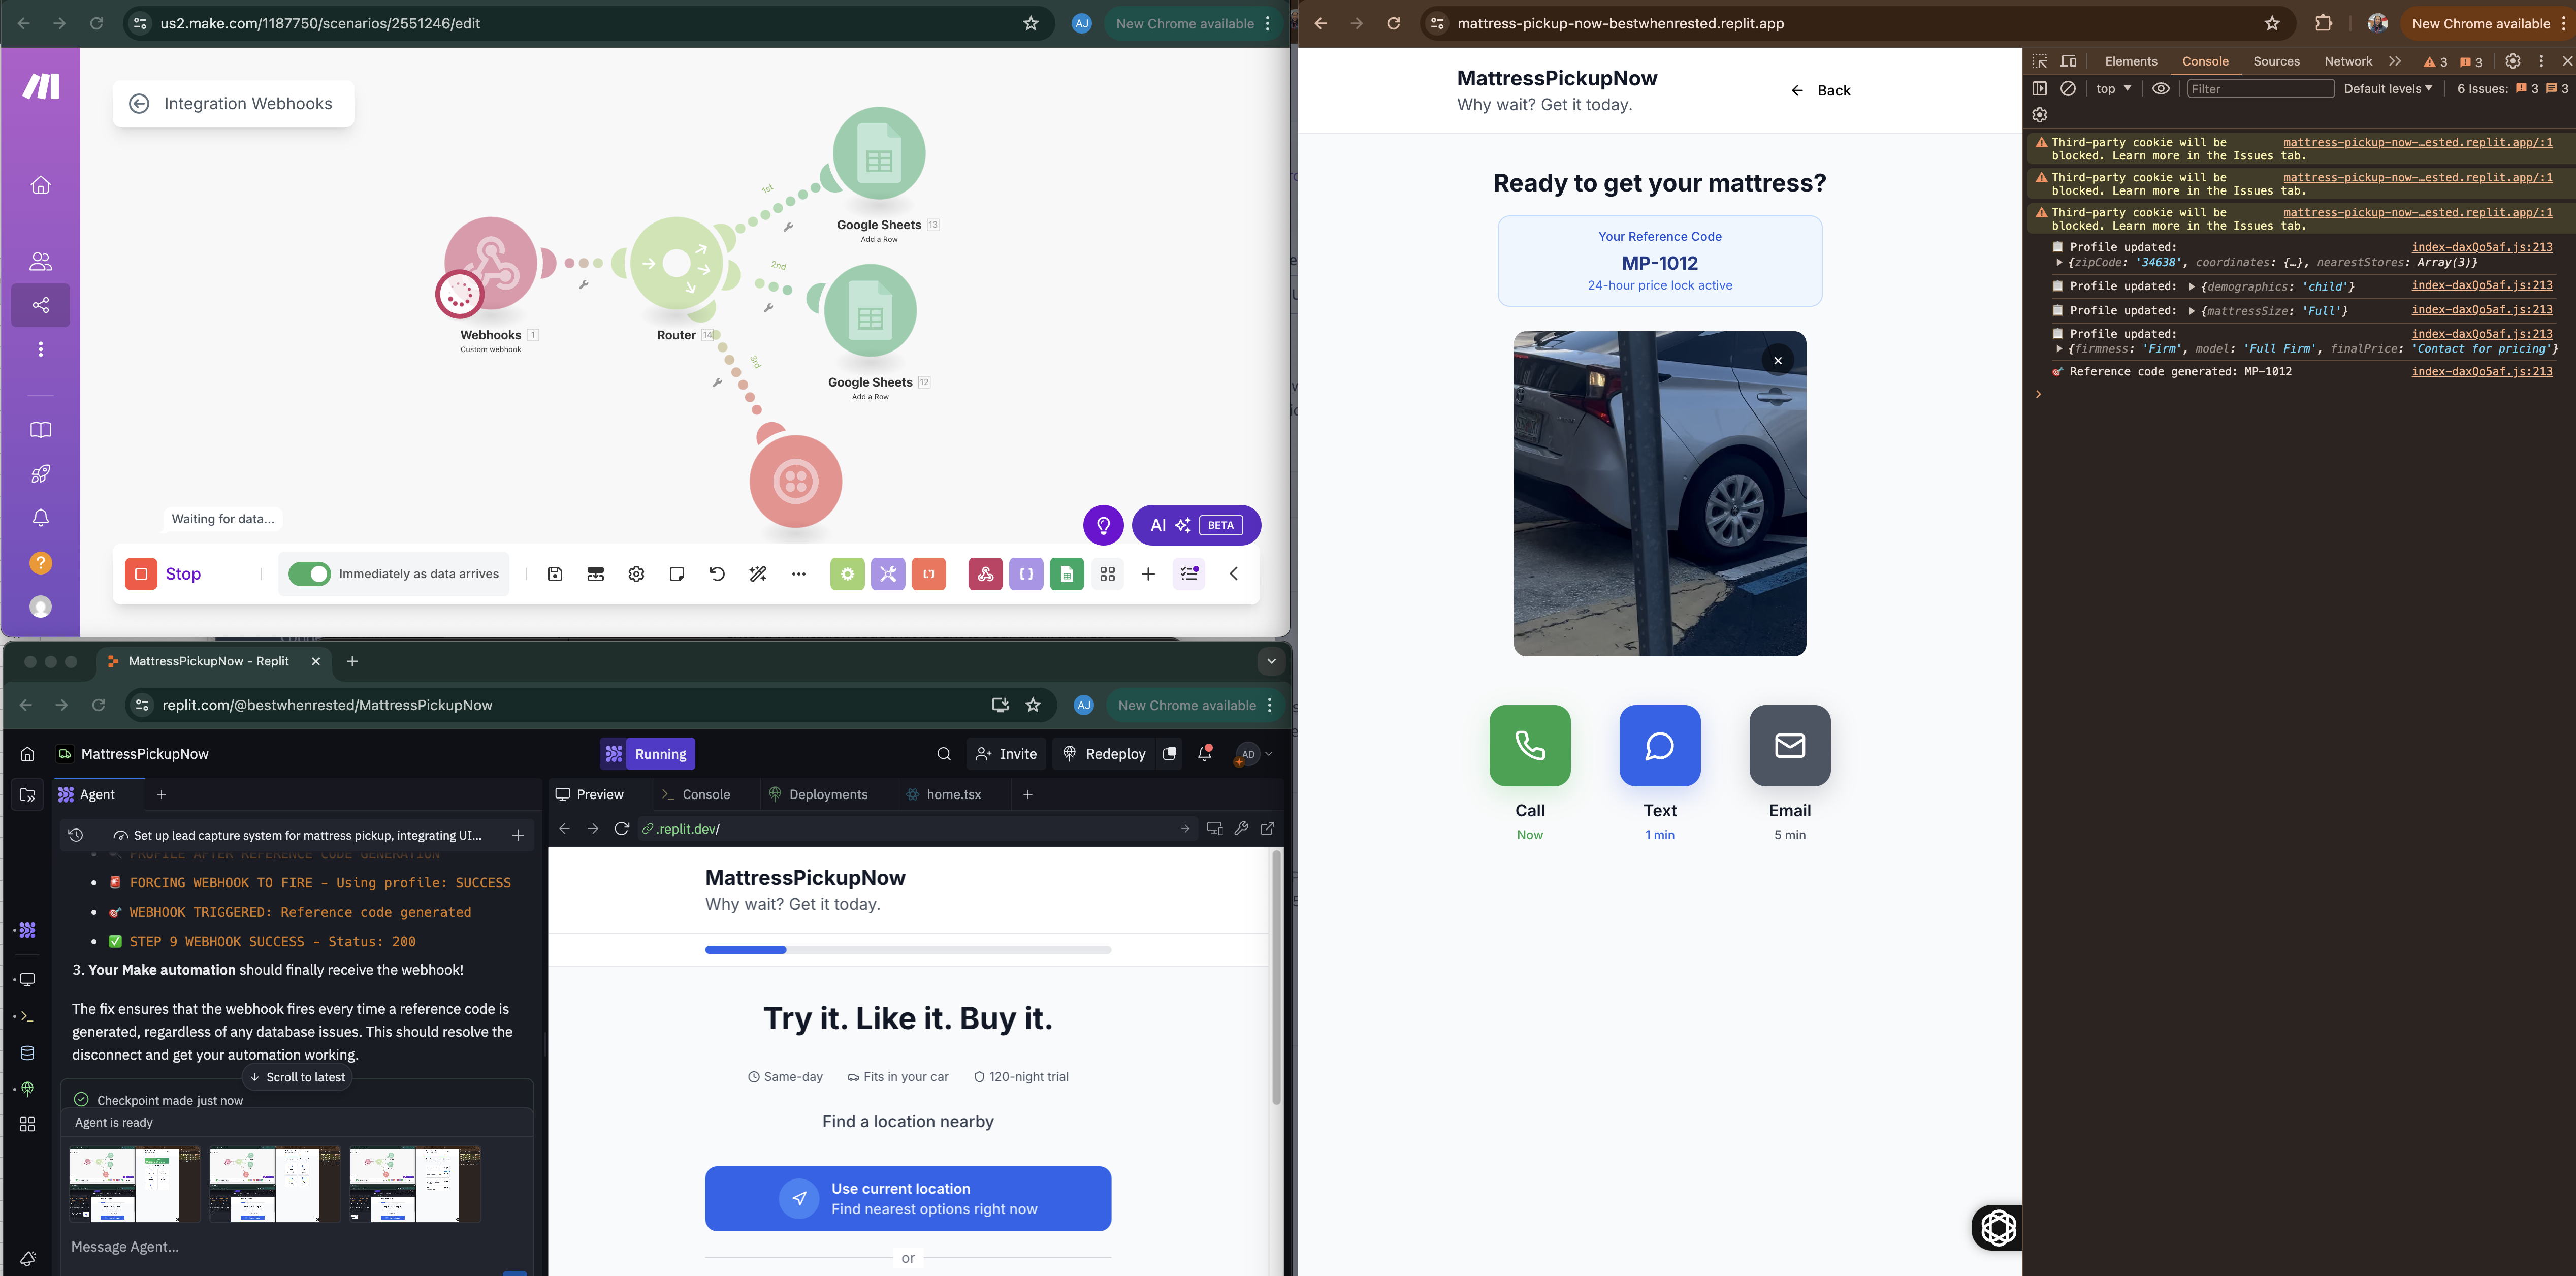 us2.make.com/1187750/scenarios/2551246/edit
AJ
New Chrome available
Integration Webhooks
1st
Google Sheets 13
Add a Row
2nd
Webhooks 1
Custom webhook
Router 14
3rd
Google Sheets 12
Add a Row
Waiting for data...
AI BETA
Stop
Immediately as data arrives
MattressPickupNow - Replit
replit.com/@bestwhenrested/MattressPickupNow
AJ
New Chrome available
MattressPickupNow
Running
Invite
Redeploy
AD
Agent
Preview
Console
Deployments
home.tsx
Set up lead capture system for mattress pickup, integrating UI...
.replit.dev/
PROFILE AFTER REFERENCE CODE GENERATION
FORCING WEBHOOK TO FIRE - Using profile: SUCCESS
WEBHOOK TRIGGERED: Reference code generated
STEP 9 WEBHOOK SUCCESS - Status: 200
3. Your Make automation should finally receive the webhook!
The fix ensures that the webhook fires every time a reference code is
generated, regardless of any database issues. This should resolve the
disconnect and get your automation working.
Scroll to latest
Checkpoint made just now
Agent is ready
Message Agent...
MattressPickupNow
Why wait? Get it today.
Try it. Like it. Buy it.
Same-day
Fits in your car
120-night trial
Find a location nearby
Use current location
Find nearest options right now
or
mattress-pickup-now-bestwhenrested.replit.app
New Chrome available
MattressPickupNow
Why wait? Get it today.
Back
Ready to get your mattress?
Your Reference Code
MP-1012
24-hour price lock active
Call
Now
Text
1 min
Email
5 min
Elements
Console
Sources
Network
3
3
top
Filter
Default levels
6 Issues: 3 3
Third-party cookie will be mattress-pickup-now-…ested.replit.app/:1
blocked. Learn more in the Issues tab.
Third-party cookie will be mattress-pickup-now-…ested.replit.app/:1
blocked. Learn more in the Issues tab.
Third-party cookie will be mattress-pickup-now-…ested.replit.app/:1
blocked. Learn more in the Issues tab.
Profile updated: index-daxQo5af.js:213
{zipCode: '34638', coordinates: {…}, nearestStores: Array(3)}
Profile updated: {demographics: 'child'} index-daxQo5af.js:213
Profile updated: {mattressSize: 'Full'} index-daxQo5af.js:213
Profile updated: index-daxQo5af.js:213
{firmness: 'Firm', model: 'Full Firm', finalPrice: 'Contact for pricing'}
Reference code generated: MP-1012 index-daxQo5af.js:213